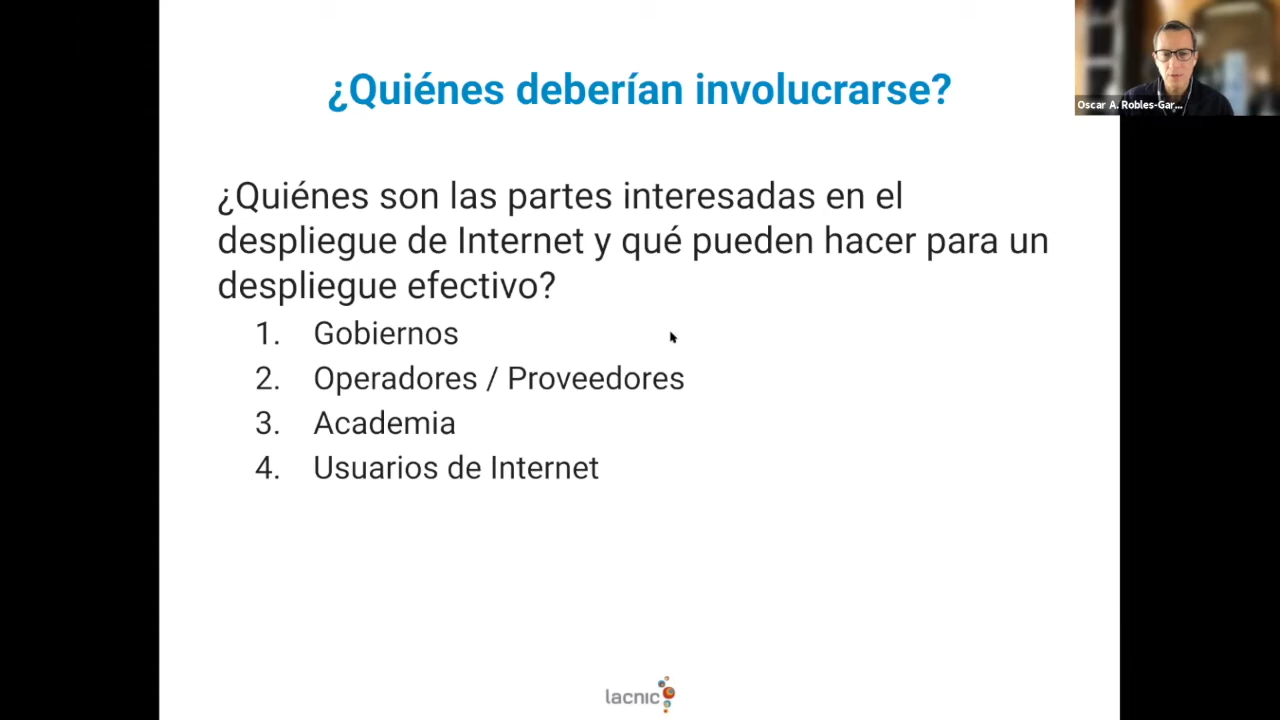 ¿Quiénes deberían involucrarse?
Oscar A. Robles-Gar...
¿Quiénes son las partes interesadas en el
despliegue de Internet y qué pueden hacer para un
despliegue efectivo?
1. Gobiernos
2. Operadores / Proveedores
3. Academia
4. Usuarios de Internet
lacnic